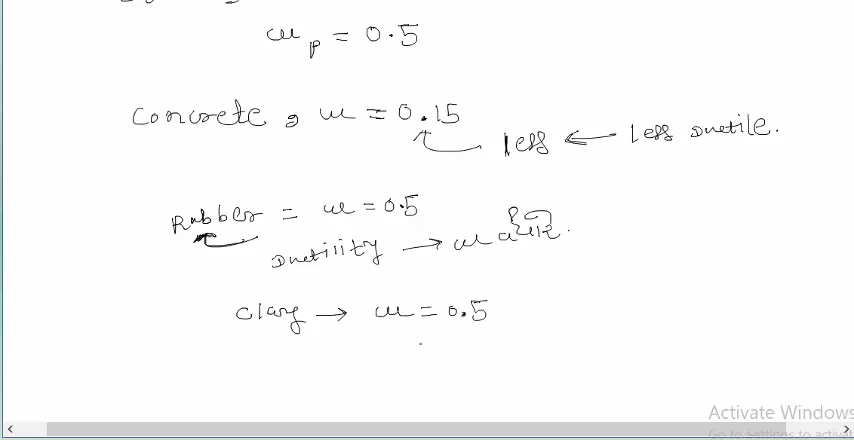 μp = 0.5
Concrete, μ = 0.15
less ← less Ductile.
Rubber = μ = 0.5
Ductility → μ
Clay → μ = 0.5
Activate Windows